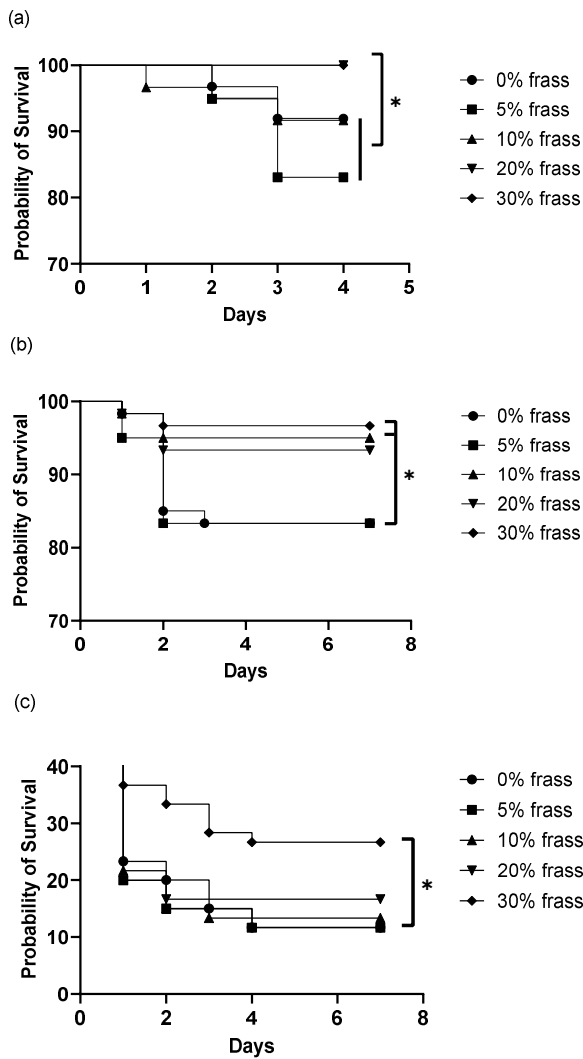 (a)
Probability of Survival
100
90
80
70
0 1 2 3 4 5
Days
*
0% frass
5% frass
10% frass
20% frass
30% frass
(b)
Probability of Survival
100
90
80
70
0 2 4 6 8
Days
*
0% frass
5% frass
10% frass
20% frass
30% frass
(c)
Probability of Survival
40
30
20
10
0
0 2 4 6 8
Days
*
0% frass
5% frass
10% frass
20% frass
30% frass